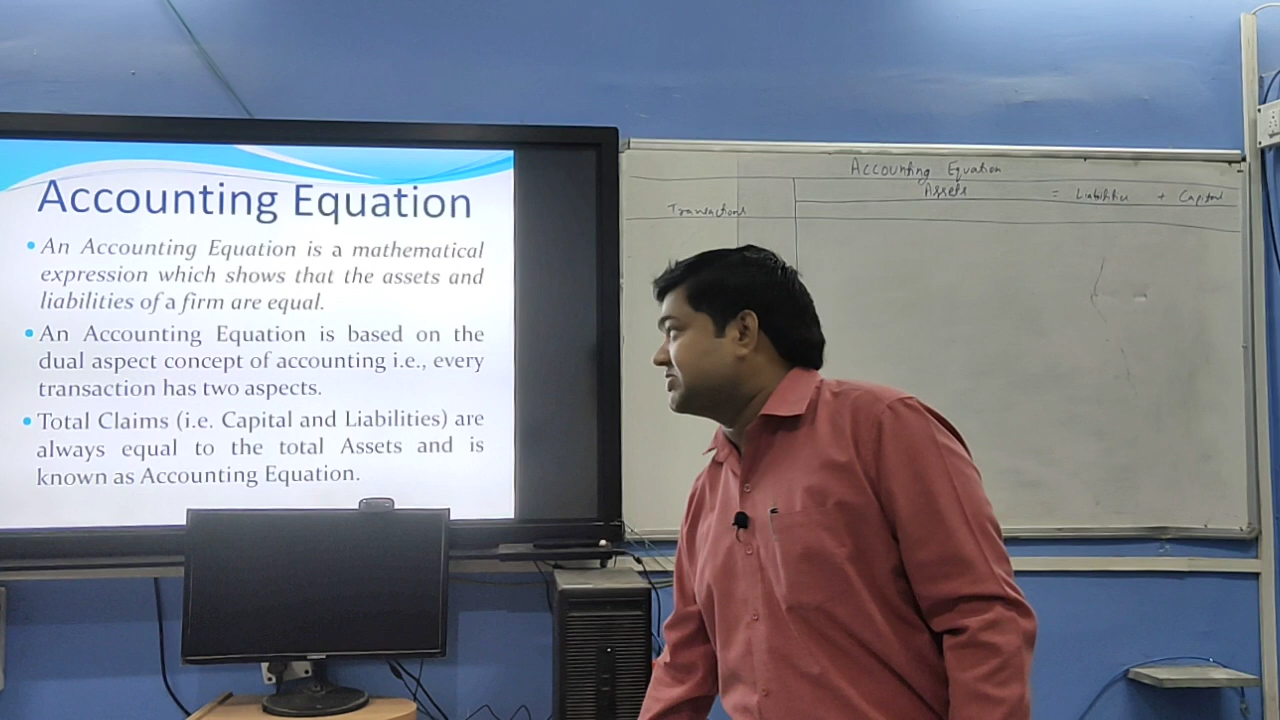 Accounting Equation
• An Accounting Equation is a mathematical
expression which shows that the assets and
liabilities of a firm are equal.
• An Accounting Equation is based on the
dual aspect concept of accounting i.e., every
transaction has two aspects.
• Total Claims (i.e. Capital and Liabilities) are
always equal to the total Assets and is
known as Accounting Equation.
Accounting Equation
Transactions
Assets = Liabilities + Capital